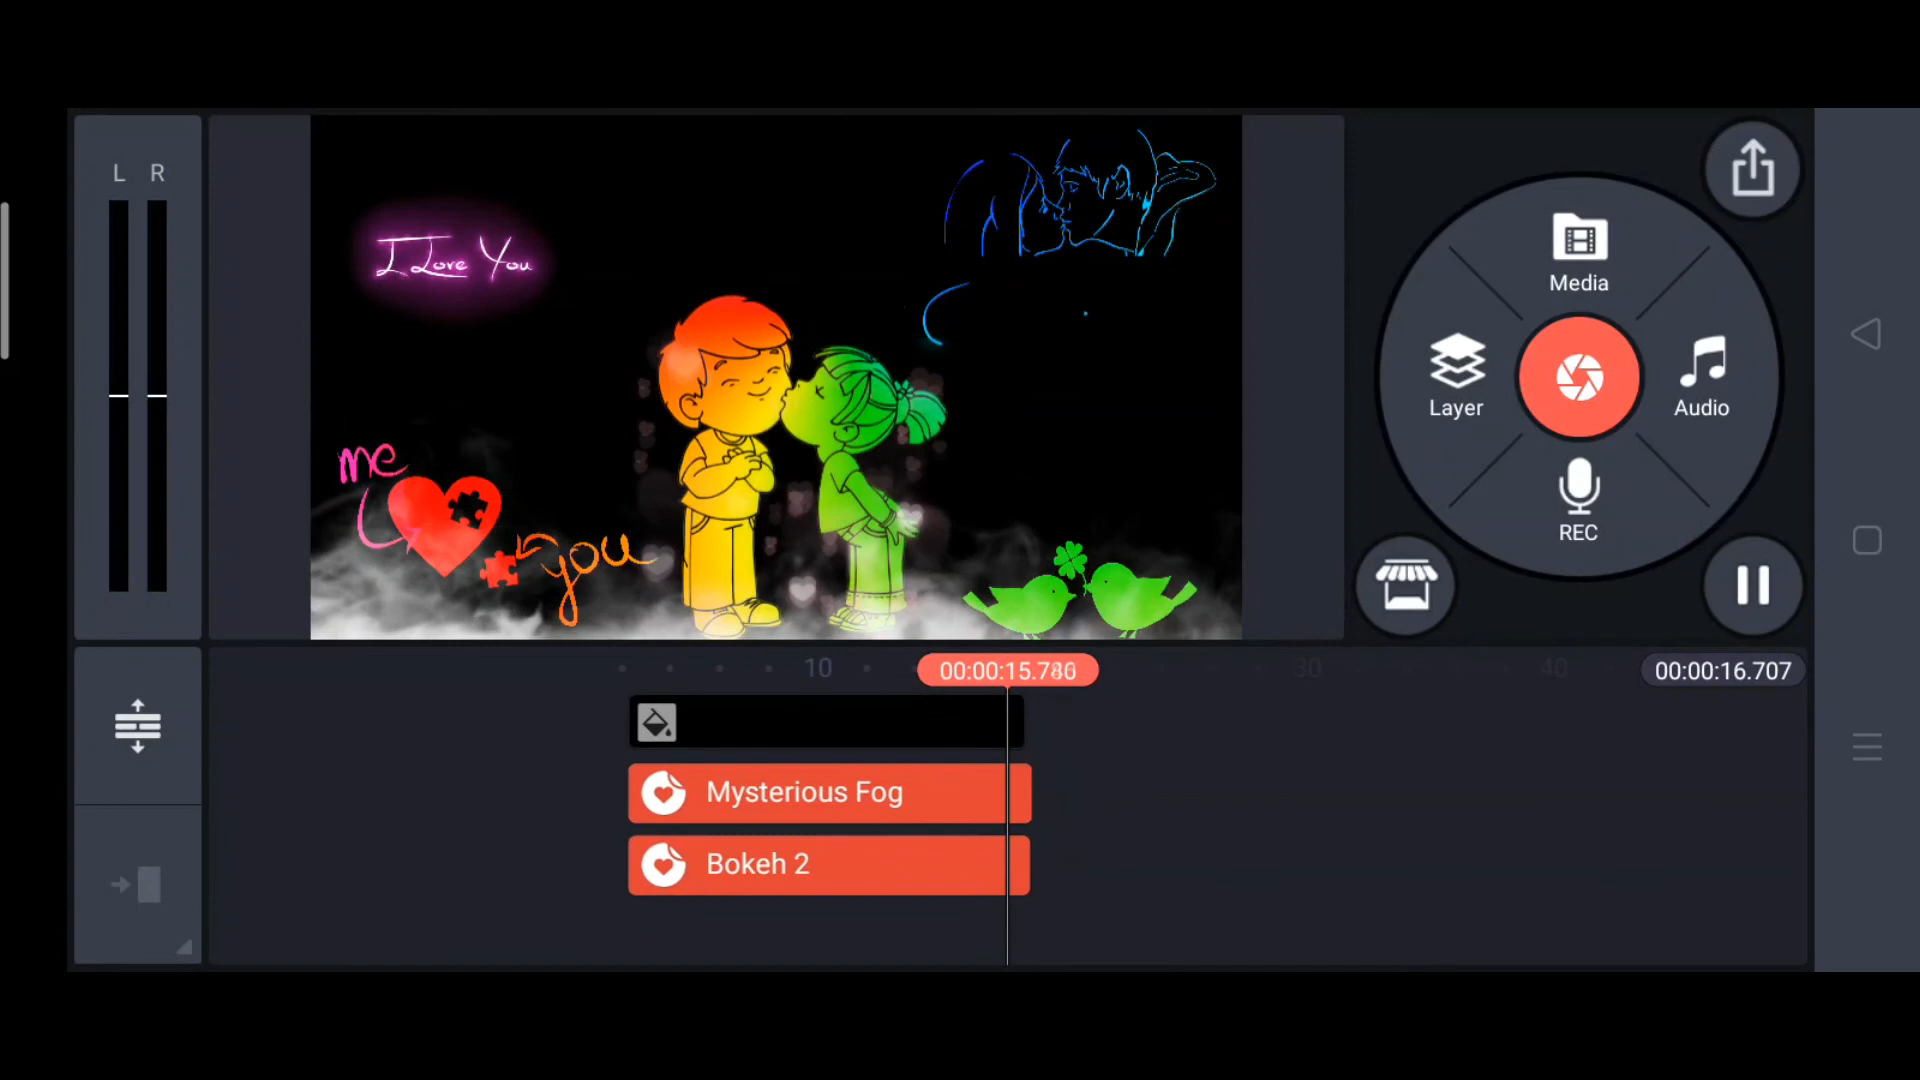 L R
I Love You
me
you
Media
Layer
Audio
REC
10
00:00:15.780
30
40
00:00:16.707
Mysterious Fog
Bokeh 2